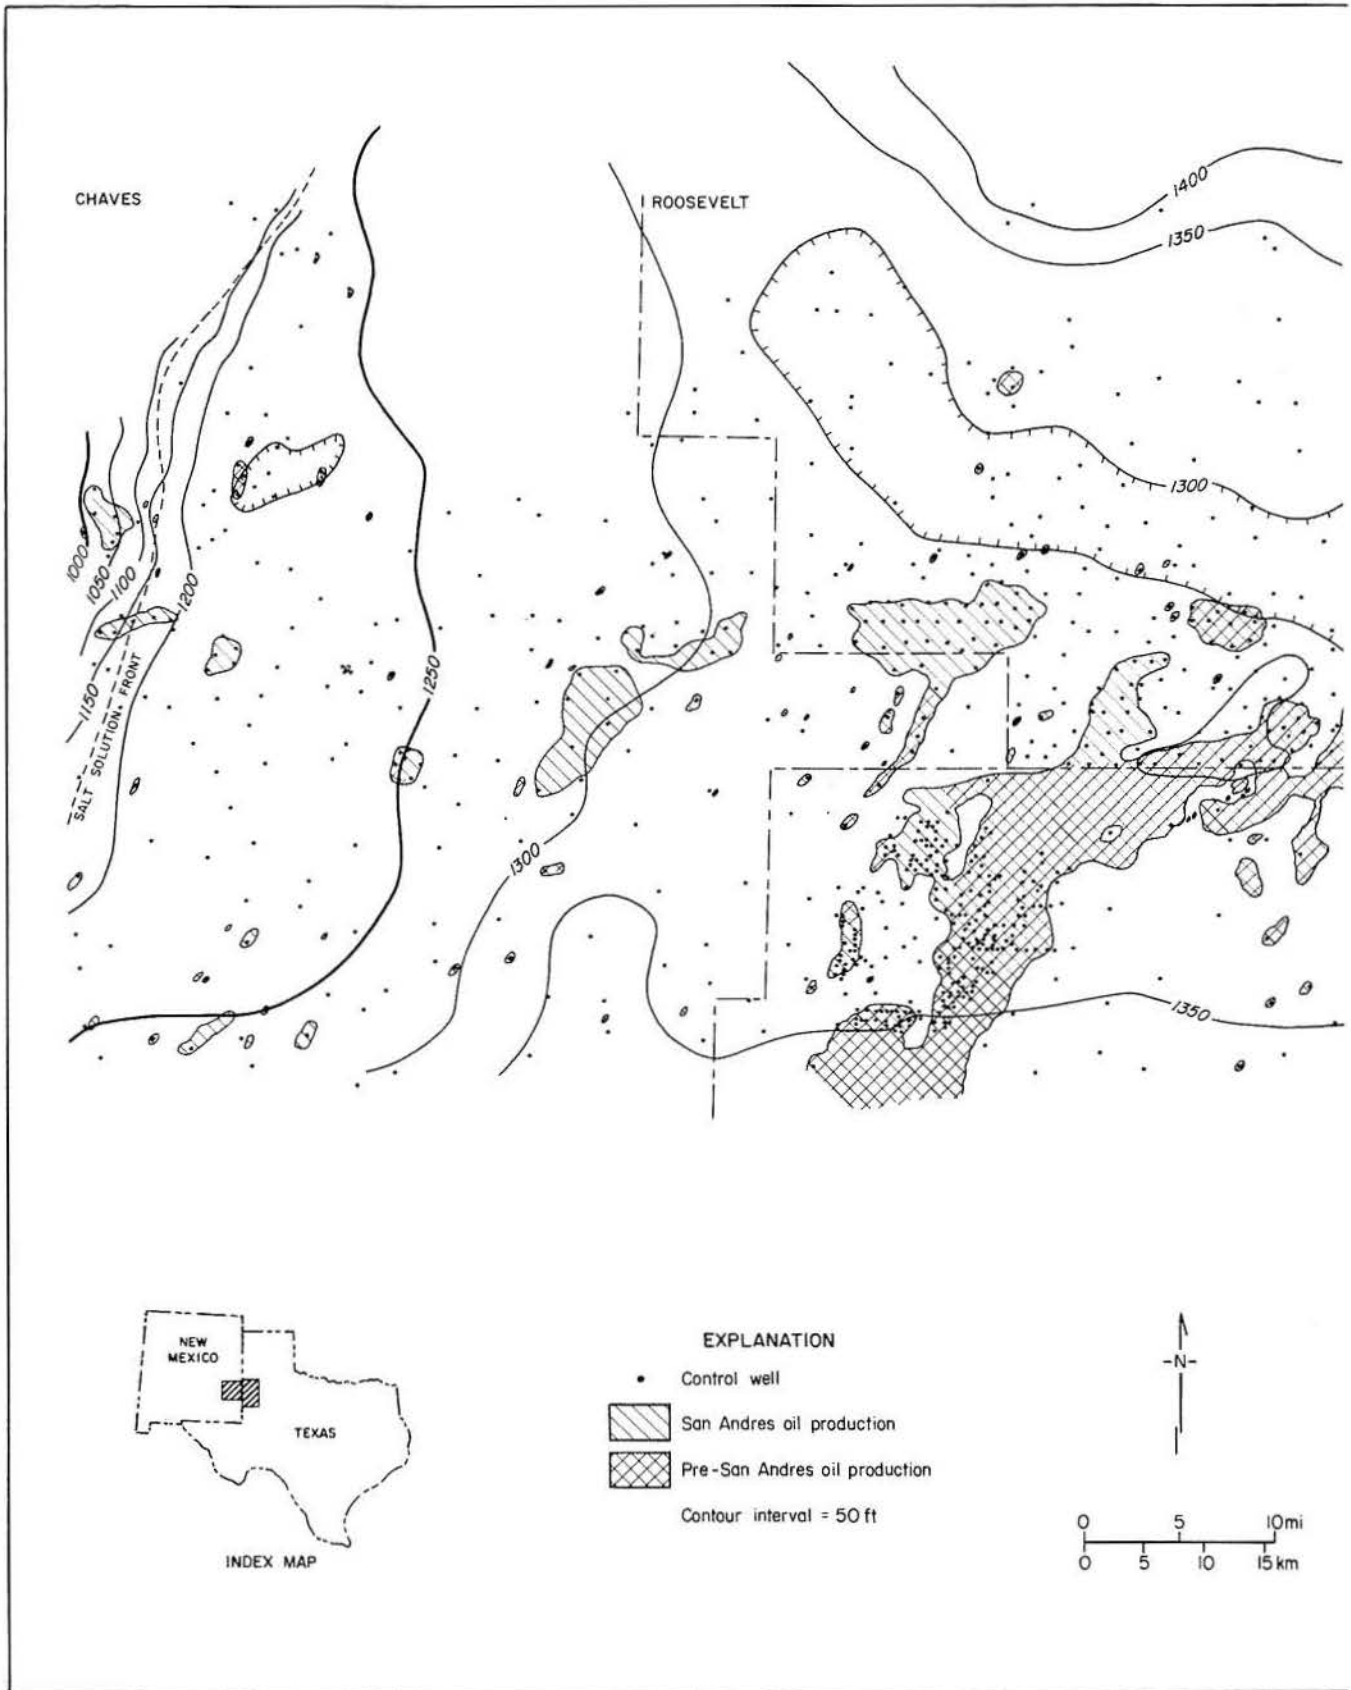 CHAVES
ROOSEVELT
1400
1350
1300
1000
1050
1100
1200
1150
SALT SOLUTION FRONT
1250
1300
1350
NEW
MEXICO
TEXAS
INDEX MAP
EXPLANATION
Control well
San Andres oil production
Pre-San Andres oil production
Contour interval = 50 ft
-N-
0 5 10 mi
0 5 10 15 km